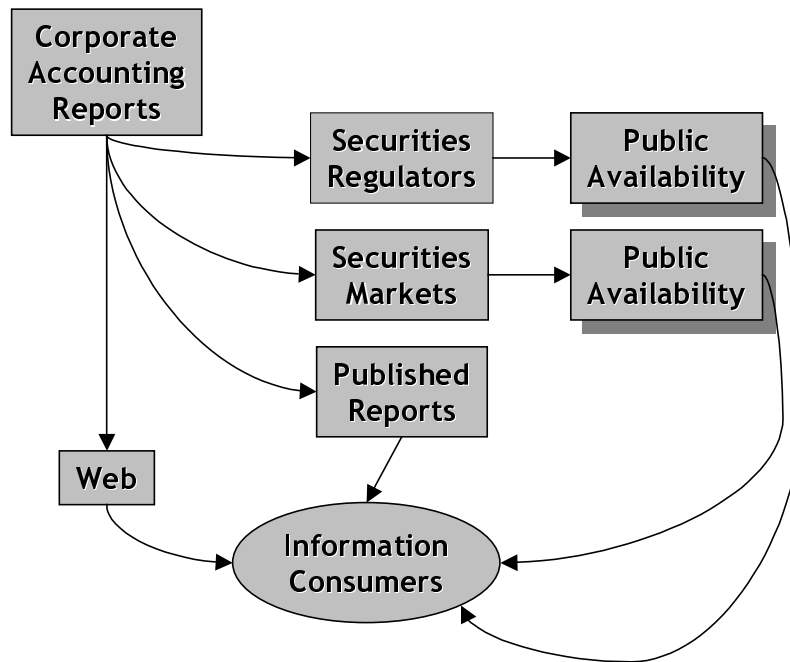 Corporate
Accounting
Reports
Securities
Regulators
Public
Availability
Securities
Markets
Public
Availability
Published
Reports
Web
Information
Consumers